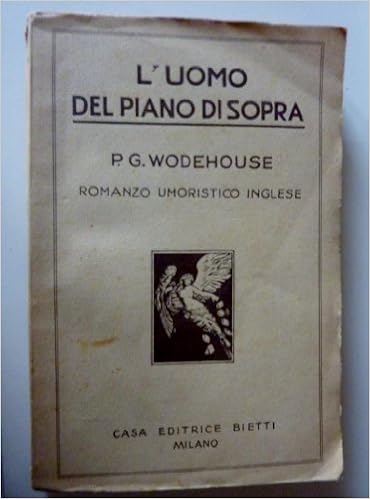 L'UOMO
DEL PIANO DI SOPRA
P. G. WODEHOUSE
ROMANZO UMORISTICO INGLESE
CASA EDITRICE BIETTI
MILANO